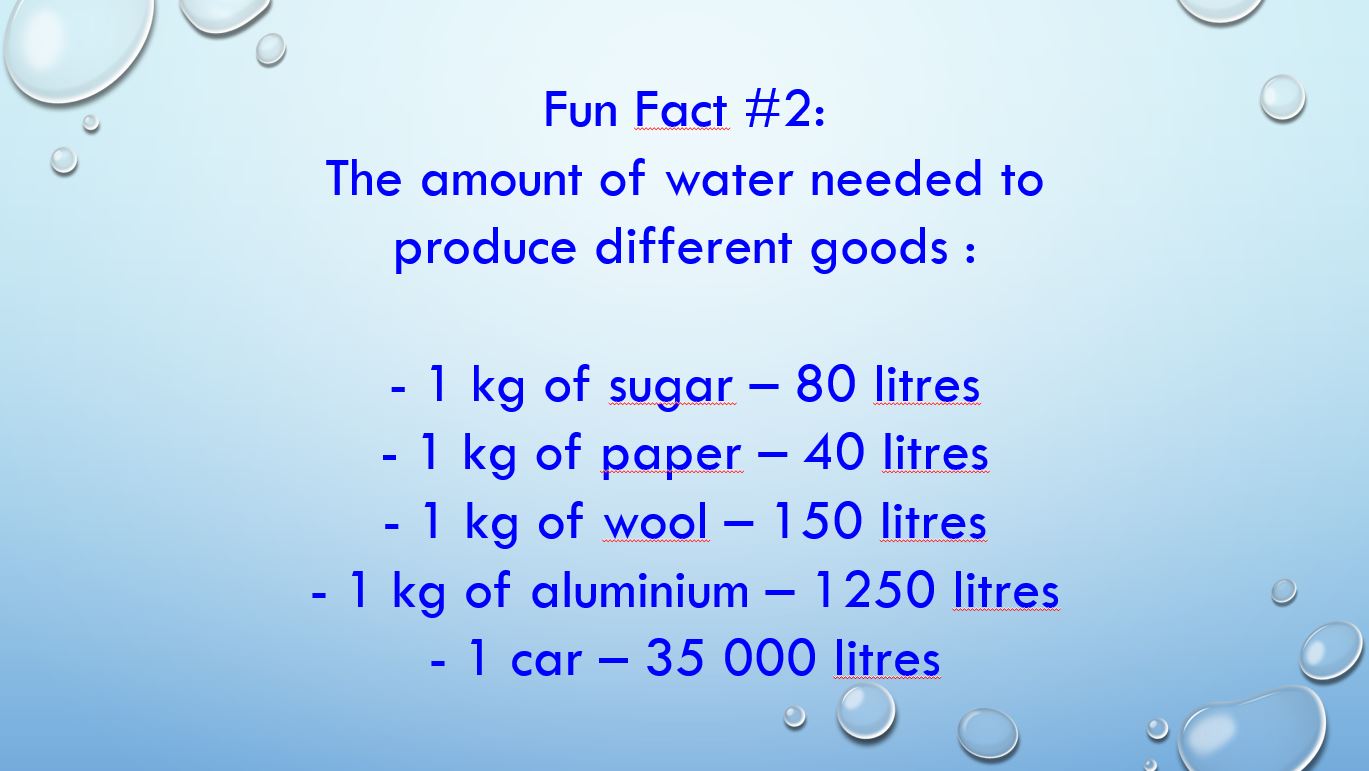 Fun Fact #2:
The amount of water needed to
produce different goods :
- 1 kg of sugar – 80 litres
- 1 kg of paper – 40 litres
- 1 kg of wool – 150 litres
- 1 kg of aluminium – 1250 litres
- 1 car – 35 000 litres